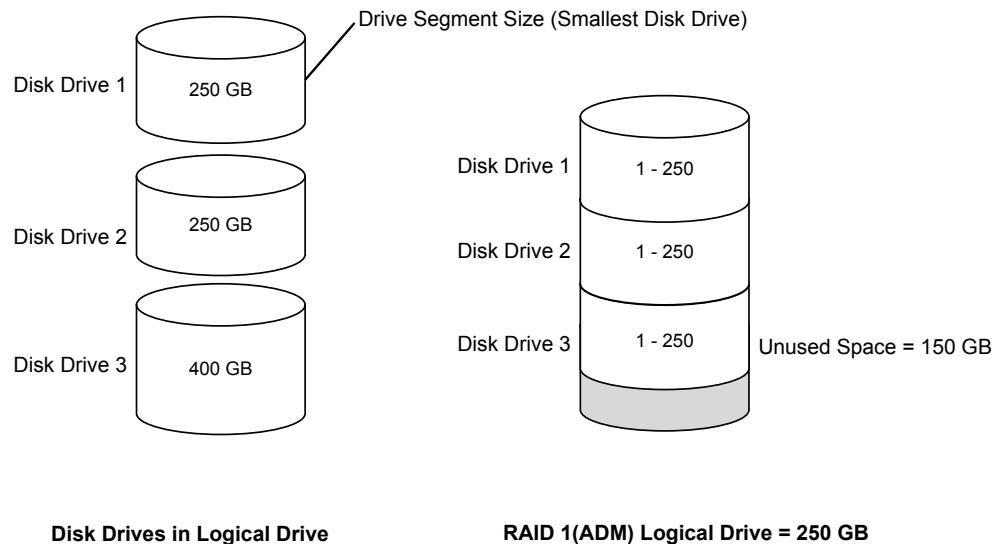 Drive Segment Size (Smallest Disk Drive)
Disk Drive 1
250 GB
Disk Drive 2
250 GB
Disk Drive 3
400 GB
Disk Drive 1
1 - 250
Disk Drive 2
1 - 250
Disk Drive 3
1 - 250
Unused Space = 150 GB
Disk Drives in Logical Drive
RAID 1(ADM) Logical Drive = 250 GB